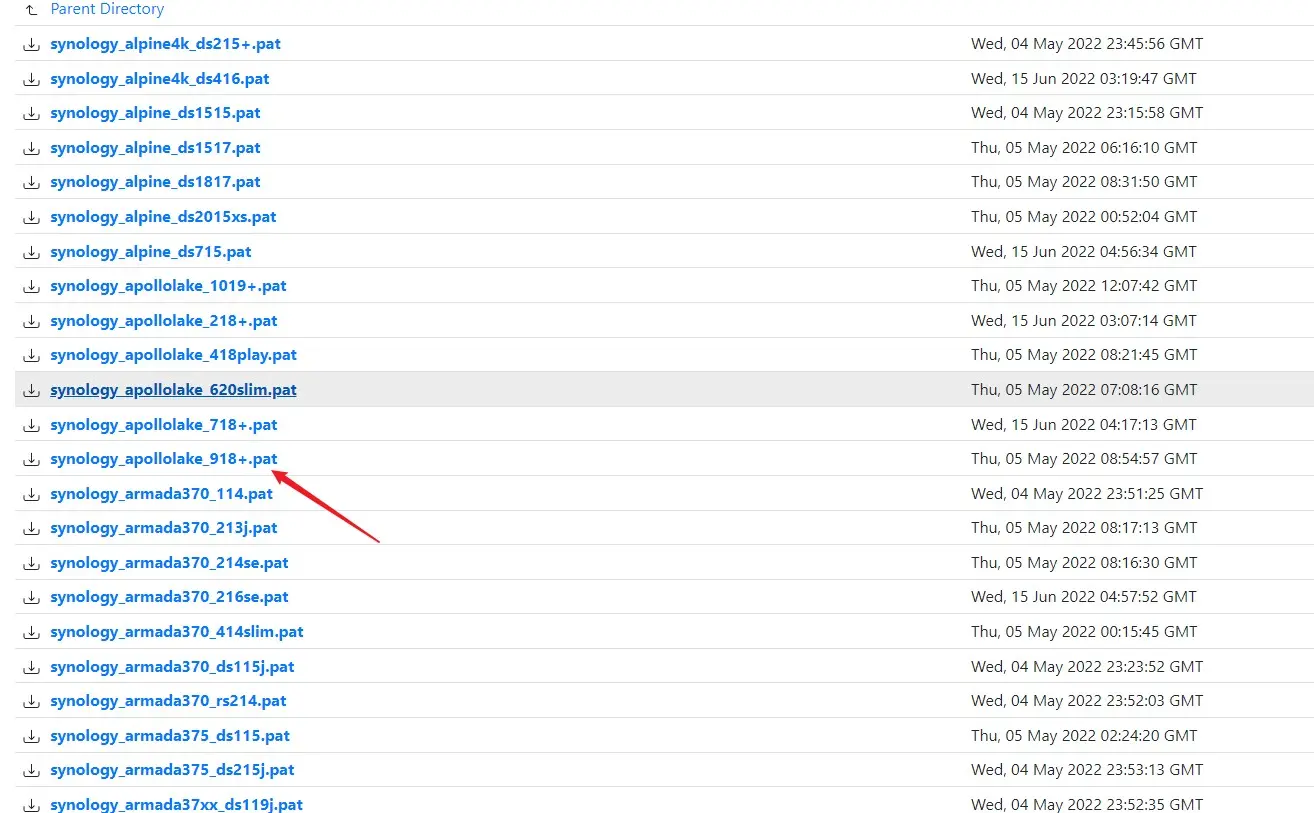 Parent Directory
synology_alpine4k_ds215+.pat Wed, 04 May 2022 23:45:56 GMT
synology_alpine4k_ds416.pat Wed, 15 Jun 2022 03:19:47 GMT
synology_alpine_ds1515.pat Wed, 04 May 2022 23:15:58 GMT
synology_alpine_ds1517.pat Thu, 05 May 2022 06:16:10 GMT
synology_alpine_ds1817.pat Thu, 05 May 2022 08:31:50 GMT
synology_alpine_ds2015xs.pat Thu, 05 May 2022 00:52:04 GMT
synology_alpine_ds715.pat Wed, 15 Jun 2022 04:56:34 GMT
synology_apollolake_1019+.pat Thu, 05 May 2022 12:07:42 GMT
synology_apollolake_218+.pat Wed, 15 Jun 2022 03:07:14 GMT
synology_apollolake_418play.pat Thu, 05 May 2022 08:21:45 GMT
synology_apollolake_620slim.pat Thu, 05 May 2022 07:08:16 GMT
synology_apollolake_718+.pat Wed, 15 Jun 2022 04:17:13 GMT
synology_apollolake_918+.pat Thu, 05 May 2022 08:54:57 GMT
synology_armada370_114.pat Wed, 04 May 2022 23:51:25 GMT
synology_armada370_213j.pat Thu, 05 May 2022 08:17:13 GMT
synology_armada370_214se.pat Thu, 05 May 2022 08:16:30 GMT
synology_armada370_216se.pat Wed, 15 Jun 2022 04:57:52 GMT
synology_armada370_414slim.pat Thu, 05 May 2022 00:15:45 GMT
synology_armada370_ds115j.pat Wed, 04 May 2022 23:23:52 GMT
synology_armada370_rs214.pat Wed, 04 May 2022 23:52:03 GMT
synology_armada375_ds115.pat Thu, 05 May 2022 02:24:20 GMT
synology_armada375_ds215j.pat Wed, 04 May 2022 23:53:13 GMT
synology_armada37xx_ds119j.pat Wed, 04 May 2022 23:52:35 GMT